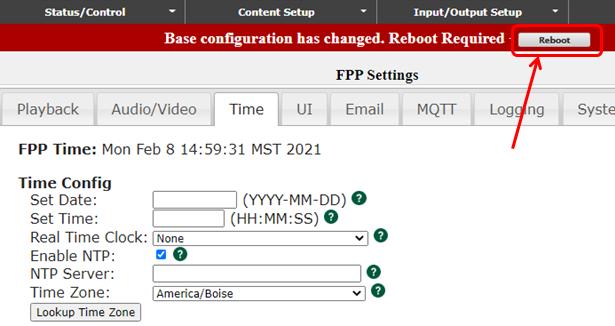 Status/Control Content Setup Input/Output Setup
Base configuration has changed. Reboot Required - Reboot
FPP Settings
Playback Audio/Video Time UI Email MQTT Logging Syste
FPP Time: Mon Feb 8 14:59:31 MST 2021
Time Config
Set Date: (YYYY-MM-DD) ?
Set Time: (HH:MM:SS) ?
Real Time Clock: None ?
Enable NTP: ?
NTP Server: ?
Time Zone: America/Boise ?
Lookup Time Zone